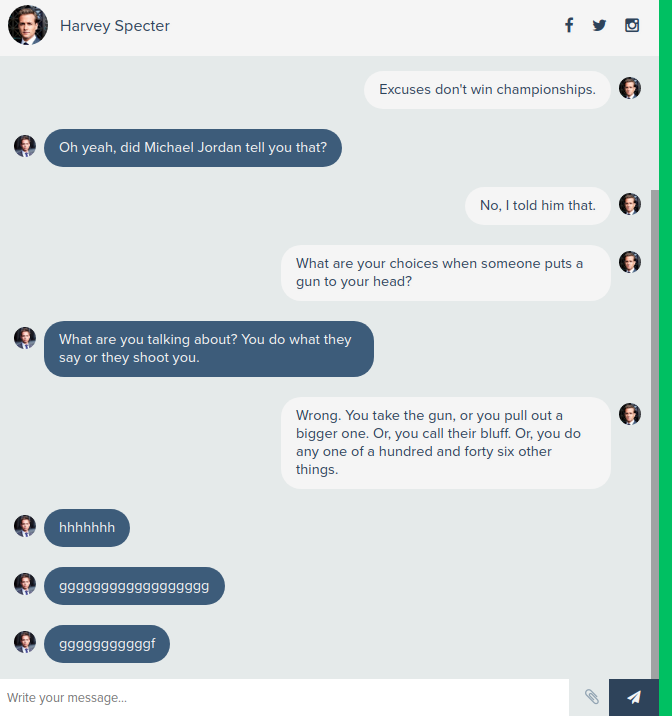 Harvey Specter
Excuses don't win championships.
Oh yeah, did Michael Jordan tell you that?
No, I told him that.
What are your choices when someone puts a
gun to your head?
What are you talking about? You do what they
say or they shoot you.
Wrong. You take the gun, or you pull out a
bigger one. Or, you call their bluff. Or, you do
any one of a hundred and forty six other
things.
hhhhhhh
gggggggggggggggggg
gggggggggggf
Write your message...